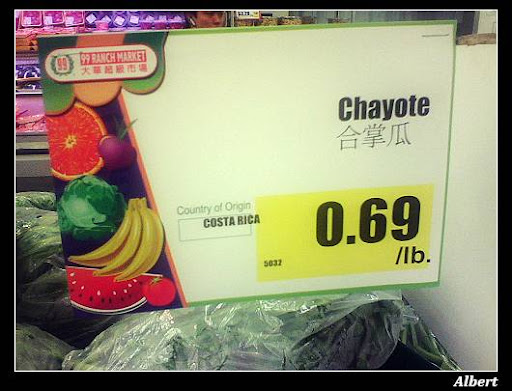 99 RANCH MARKET
大華超級市場
99
Chayote
合掌瓜
Country of Origin
COSTA RICA
0.69
/lb.
5032
Albert